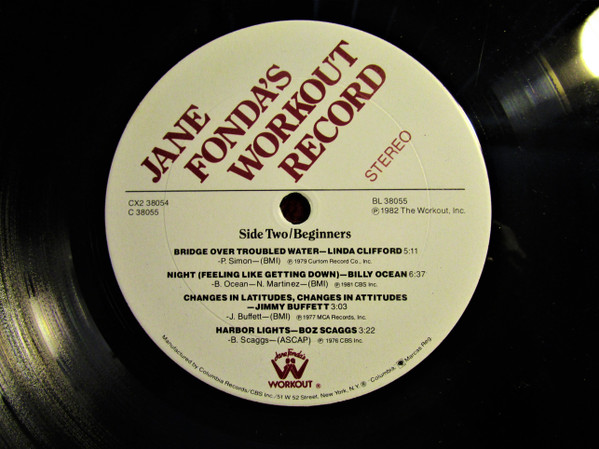 JANE
FONDA'S
WORKOUT
RECORD
STEREO
CX2 38054
C 38055
BL 38055
℗ 1982 The Workout, Inc.
Side Two/Beginners
BRIDGE OVER TROUBLED WATER—LINDA CLIFFORD 5:11
-P. Simon—(BMI) ℗ 1979 Curtom Record Co., Inc.
NIGHT (FEELING LIKE GETTING DOWN)—BILLY OCEAN 6:37
-B. Ocean—N. Martinez—(BMI) ℗ 1981 CBS Inc.
CHANGES IN LATITUDES, CHANGES IN ATTITUDES
—JIMMY BUFFETT 3:03
-J. Buffett—(BMI) ℗ 1977 MCA Records, Inc.
HARBOR LIGHTS—BOZ SCAGGS 3:22
-B. Scaggs—(ASCAP) ℗ 1976 CBS Inc.
Jane Fonda's
WORKOUT ®
Manufactured by Columbia Records/CBS Inc./51 W 52 Street, New York, N.Y. ® Columbia, Marcas Reg.